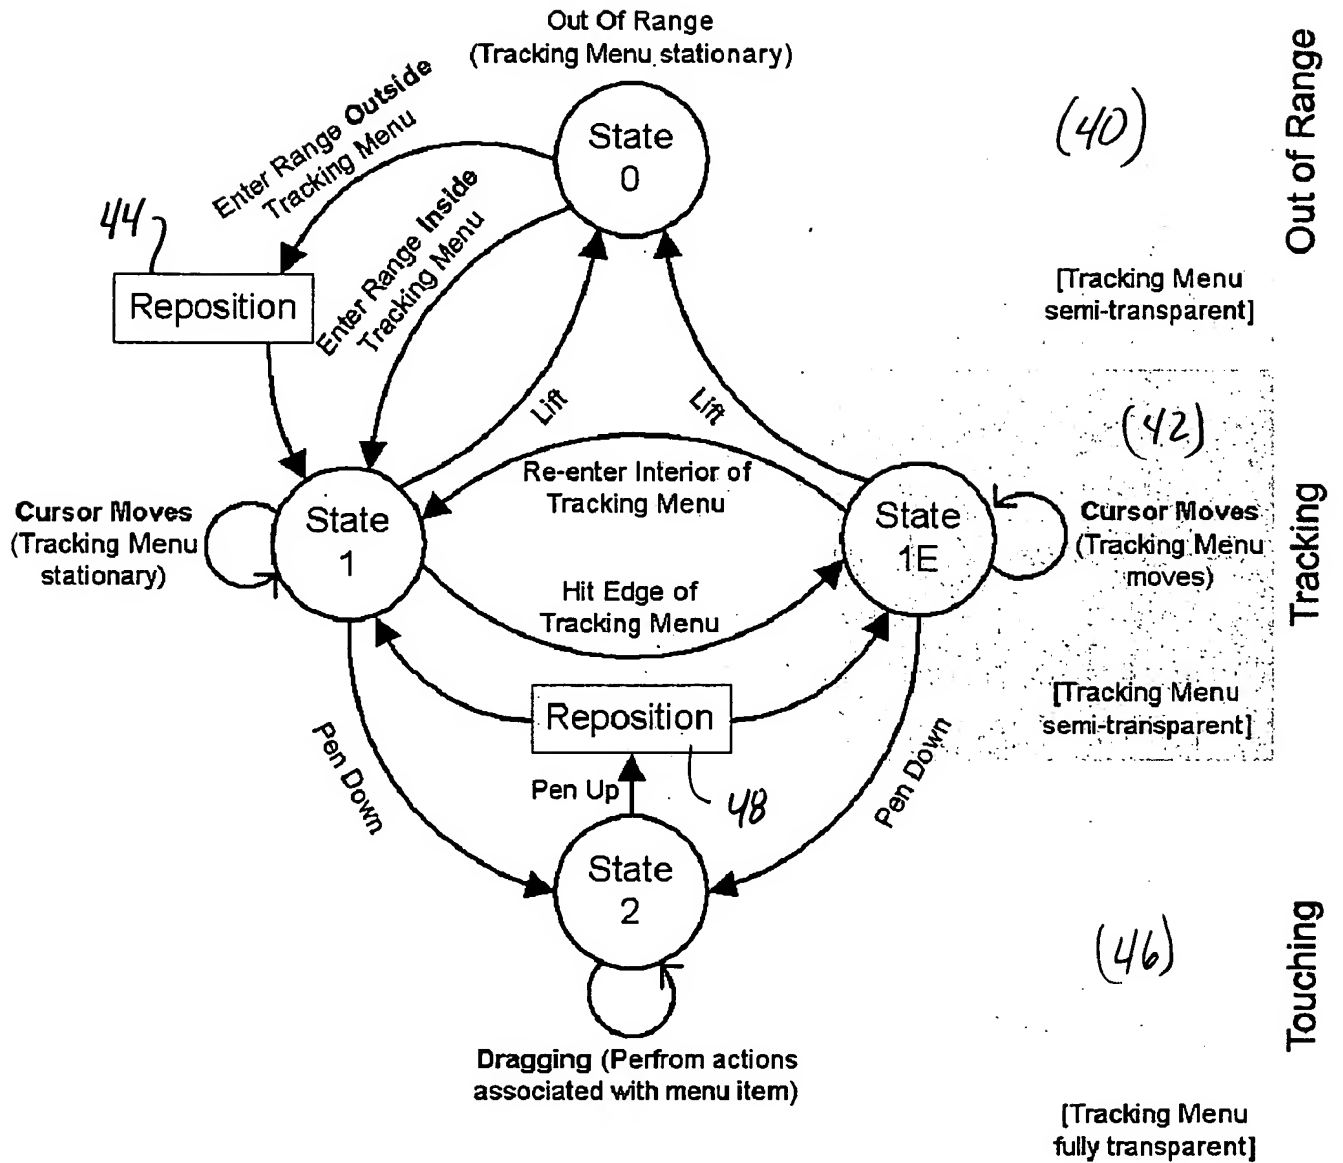 Out Of Range
(Tracking Menu stationary)
Out of Range
Enter Range Outside
Tracking Menu
State
0
(40)
44
Enter Range Inside
Tracking Menu
Reposition
[Tracking Menu
semi-transparent]
Lift
Lift
(42)
Re-enter Interior of
Tracking Menu
Cursor Moves
(Tracking Menu
stationary)
State
1
State
1E
Cursor Moves
(Tracking Menu
moves)
Tracking
Hit Edge of
Tracking Menu
Reposition
[Tracking Menu
semi-transparent]
Pen Down
Pen Up
48
Pen Down
State
2
(46)
Touching
Dragging (Perfrom actions
associated with menu item)
[Tracking Menu
fully transparent]